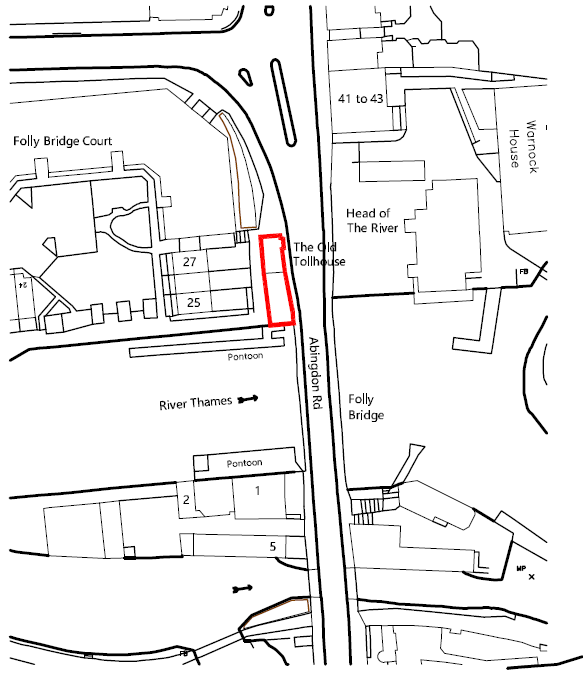 41 to 43
Folly Bridge Court
Warnock
House
Head of
The River
The Old
Tollhouse
27
FB
24
25
Abingdon Rd
Pontoon
River Thames
Folly
Bridge
Pontoon
2
1
5
MP
FB